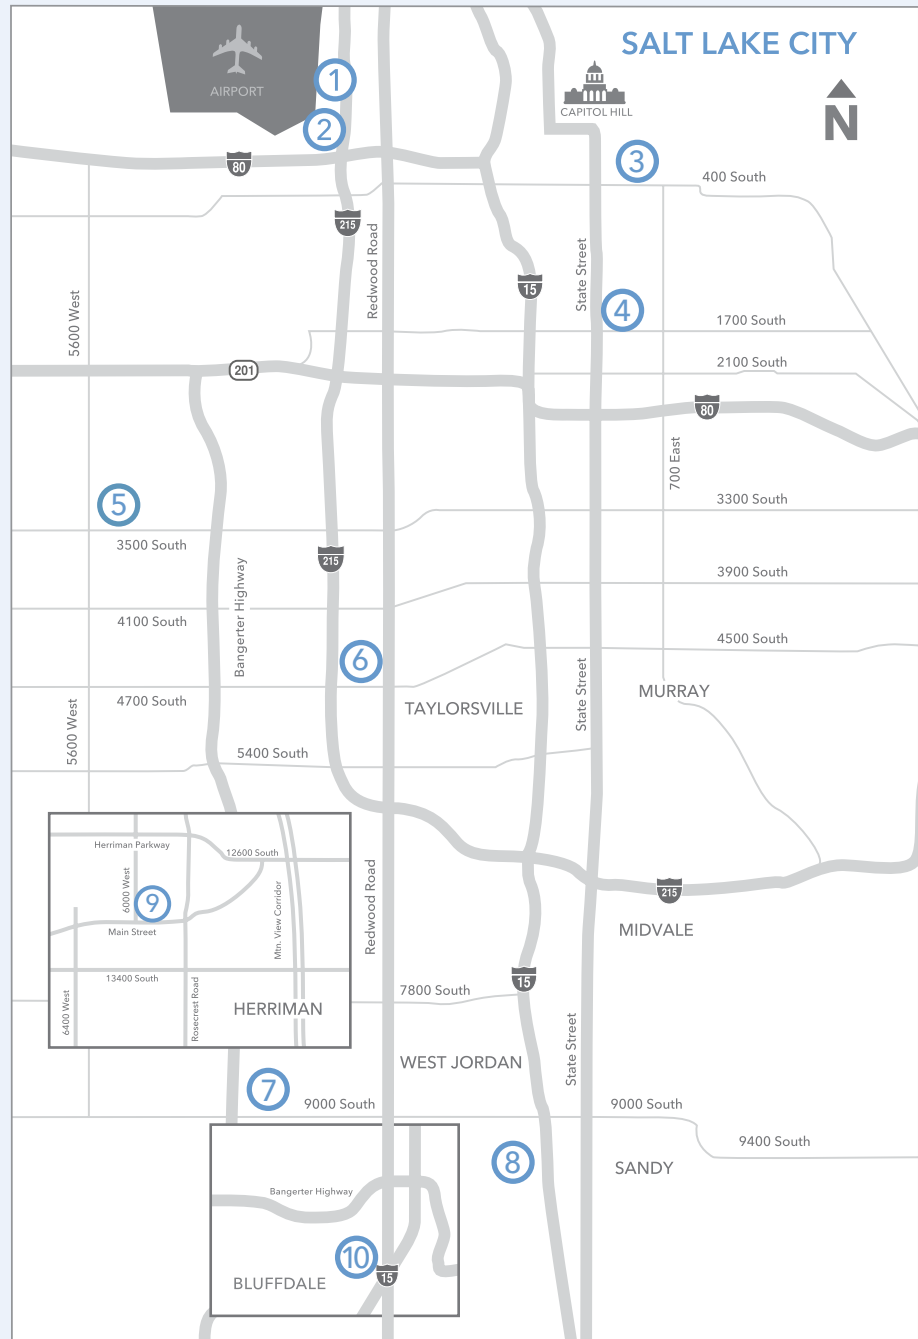 SALT LAKE CITY
AIRPORT
1
CAPITOL HILL
N
2
3
80
400 South
215
Redwood Road
State Street
15
5600 West
4
1700 South
2100 South
201
80
700 East
5
3300 South
3500 South
215
Bangerter Highway
3900 South
4100 South
4500 South
6
State Street
MURRAY
4700 South
TAYLORSVILLE
5600 West
5400 South
Herriman Parkway
12600 South
6000 West
9
Mtn. View Corridor
Main Street
13400 South
6400 West
Rosecrest Road
HERRIMAN
Redwood Road
215
MIDVALE
15
7800 South
State Street
WEST JORDAN
7
9000 South
9000 South
9400 South
8
SANDY
Bangerter Highway
10
15
BLUFFDALE